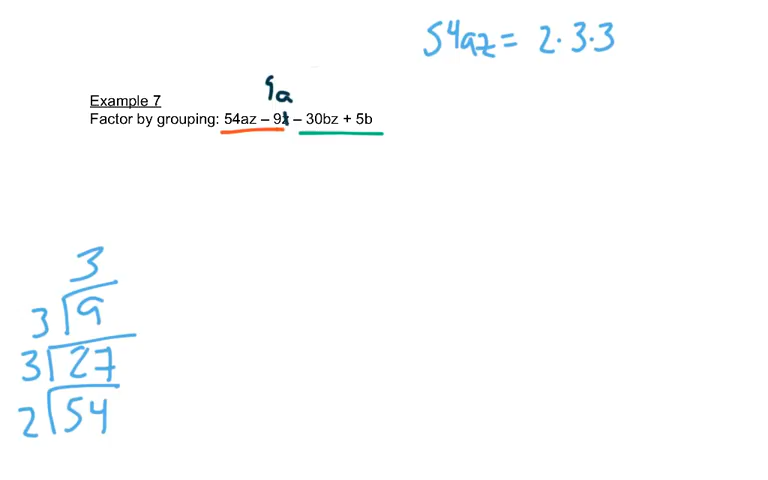 54az = 2·3·3
9a
Example 7
Factor by grouping: 54az – 9 – 30bz + 5b
3
3 9
3 27
2 54